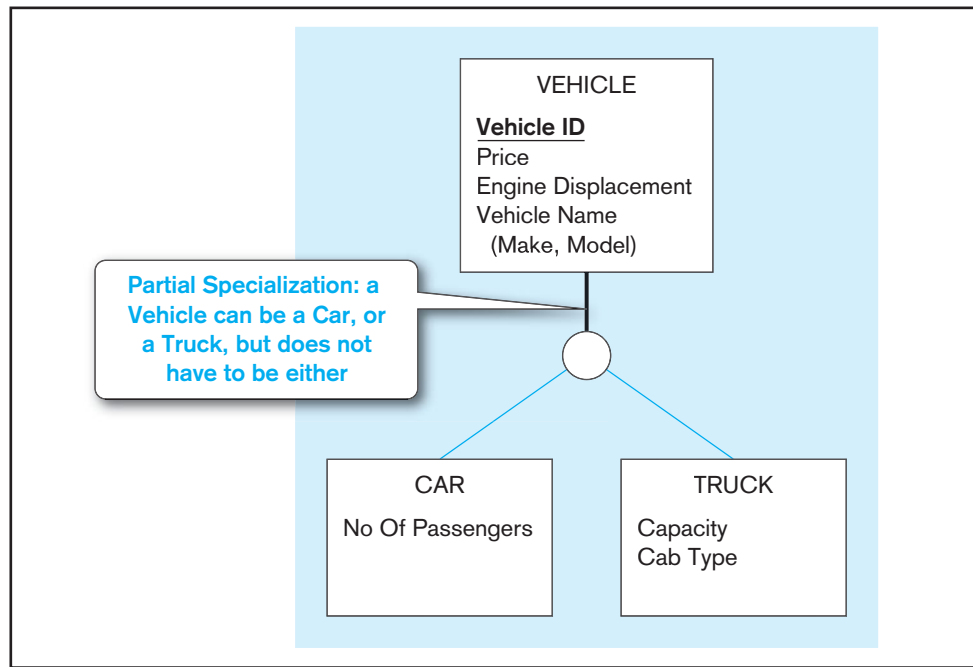 VEHICLE
Vehicle ID
Price
Engine Displacement
Vehicle Name
(Make, Model)
Partial Specialization: a
Vehicle can be a Car, or
a Truck, but does not
have to be either
CAR
No Of Passengers
TRUCK
Capacity
Cab Type